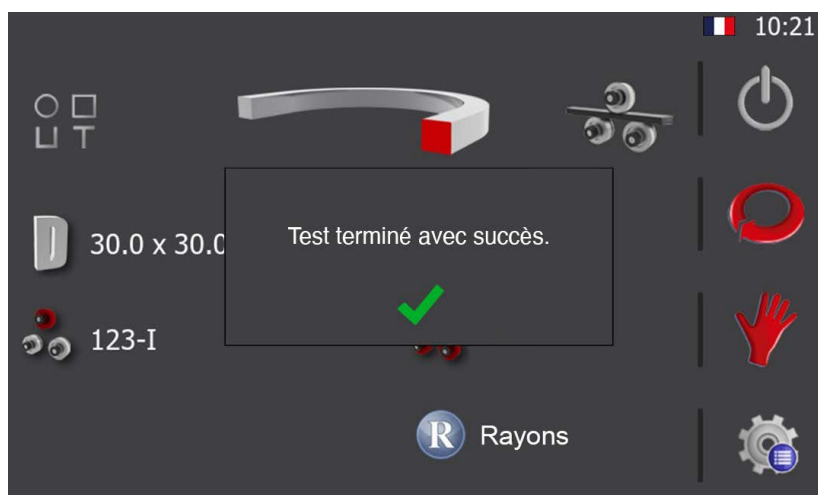 10:21
Test terminé avec succès.
30.0 x 30.0
123-I
R Rayons